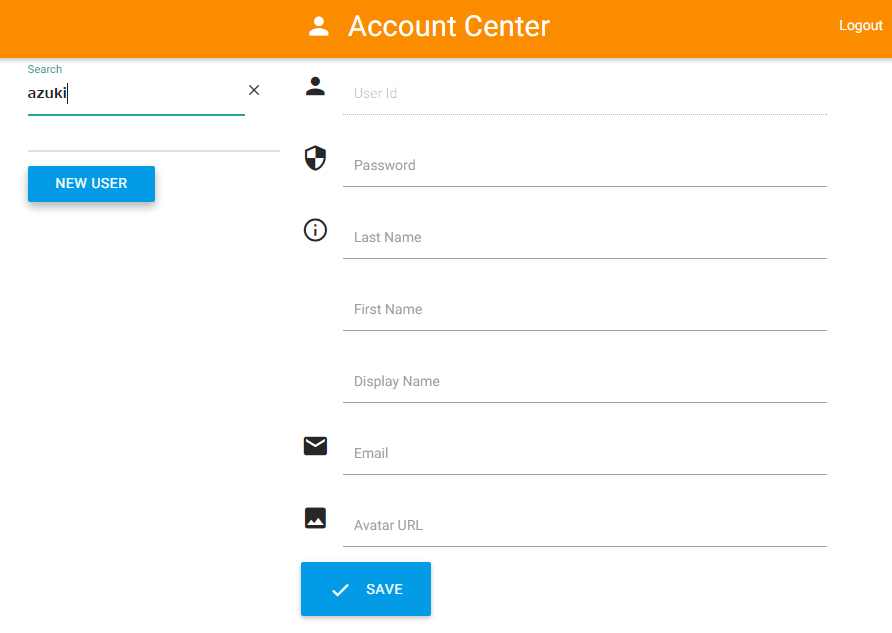 Account Center
Logout
Search
azuki
NEW USER
User Id
Password
Last Name
First Name
Display Name
Email
Avatar URL
SAVE